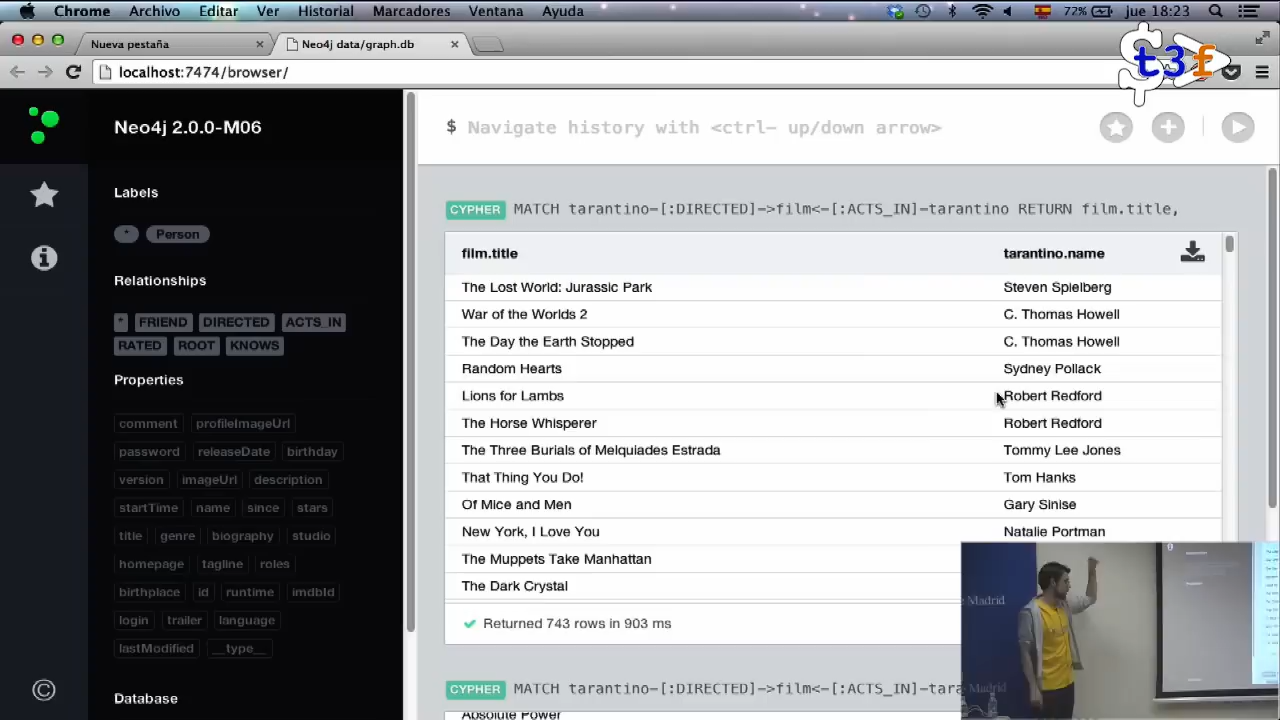 Chrome Archivo Editar Ver Historial Marcadores Ventana Ayuda 72% jue 18:23
Nueva pestaña × Neo4j data/graph.db ×
localhost:7474/browser/
$t3f
Neo4j 2.0.0-M06
$ Navigate history with <ctrl- up/down arrow>
Labels
* Person
Relationships
* FRIEND DIRECTED ACTS_IN
RATED ROOT KNOWS
Properties
comment profileImageUrl
password releaseDate birthday
version imageUrl description
startTime name since stars
title genre biography studio
homepage tagline roles
birthplace id runtime imdbId
login trailer language
lastModified __type__
Database
©
CYPHER MATCH tarantino-[:DIRECTED]->film<-[:ACTS_IN]-tarantino RETURN film.title,
film.title tarantino.name
The Lost World: Jurassic Park Steven Spielberg
War of the Worlds 2 C. Thomas Howell
The Day the Earth Stopped C. Thomas Howell
Random Hearts Sydney Pollack
Lions for Lambs Robert Redford
The Horse Whisperer Robert Redford
The Three Burials of Melquiades Estrada Tommy Lee Jones
That Thing You Do! Tom Hanks
Of Mice and Men Gary Sinise
New York, I Love You Natalie Portman
The Muppets Take Manhattan
The Dark Crystal
Returned 743 rows in 903 ms
CYPHER MATCH tarantino-[:DIRECTED]->film<-[:ACTS_IN]-tara
Absolute Power
Madrid
Madrid